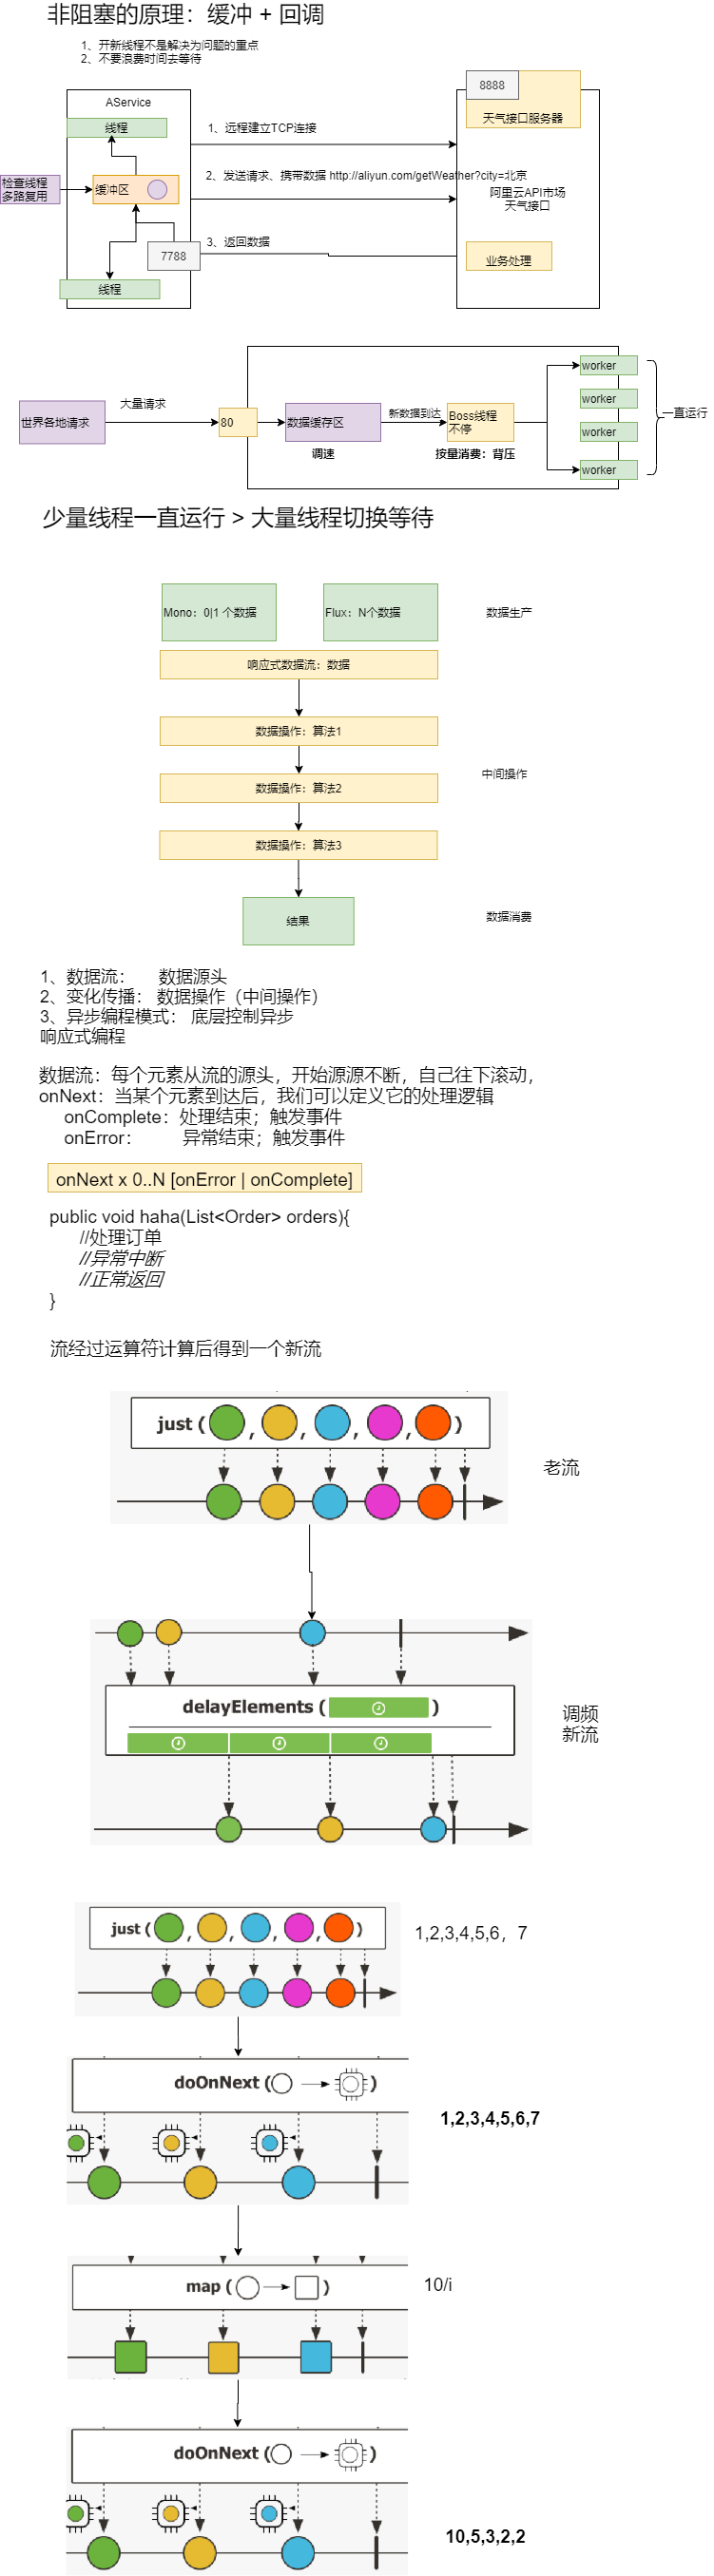 非阻塞的原理：缓冲 + 回调
1、开新线程不是解决为问题的重点
2、不要浪费时间去等待
AService
线程
检查线程
多路复用
缓冲区
7788
线程
1、远程建立TCP连接
2、发送请求、携带数据 http://aliyun.com/getWeather?city=北京
3、返回数据
8888
天气接口服务器
阿里云API市场
天气接口
业务处理
世界各地请求
大量请求
80
数据缓存区
调速
新数据到达
Boss线程
不停
按量消费：背压
worker
worker
worker
worker
一直运行
少量线程一直运行 > 大量线程切换等待
Mono：0|1 个数据
Flux：N个数据
数据生产
响应式数据流：数据
数据操作：算法1
中间操作
数据操作：算法2
数据操作：算法3
结果
数据消费
1、数据流： 数据源头
2、变化传播： 数据操作（中间操作）
3、异步编程模式： 底层控制异步
响应式编程
数据流：每个元素从流的源头，开始源源不断，自己往下滚动，
onNext：当某个元素到达后，我们可以定义它的处理逻辑
onComplete：处理结束；触发事件
onError： 异常结束；触发事件
onNext x 0..N [onError | onComplete]
public void haha(List<Order> orders){
//处理订单
//异常中断
//正常返回
}
流经过运算符计算后得到一个新流
just ( , , , , )
老流
delayElements ( )
调频
新流
just ( , , , , )
1,2,3,4,5,6，7
doOnNext ( )
1,2,3,4,5,6,7
map ( )
10/i
doOnNext ( )
10,5,3,2,2